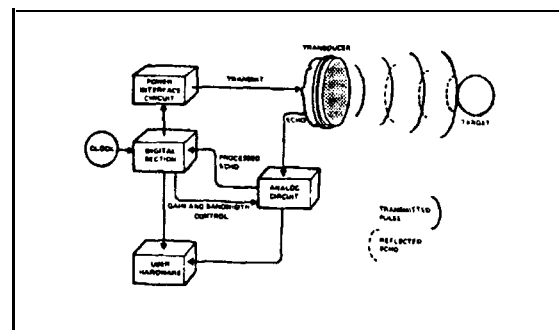 TRANSDUCER
POWER
INTERFACE
CIRCUIT
TRANSMIT
ECHO
TARGET
CLOCK
DIGITAL
SECTION
PROCESSED
ECHO
ANALOG
CIRCUIT
GAIN AND BANDWIDTH
CONTROL
USER
HARDWARE
TRANSMITTED
PULSE
REFLECTED
ECHO